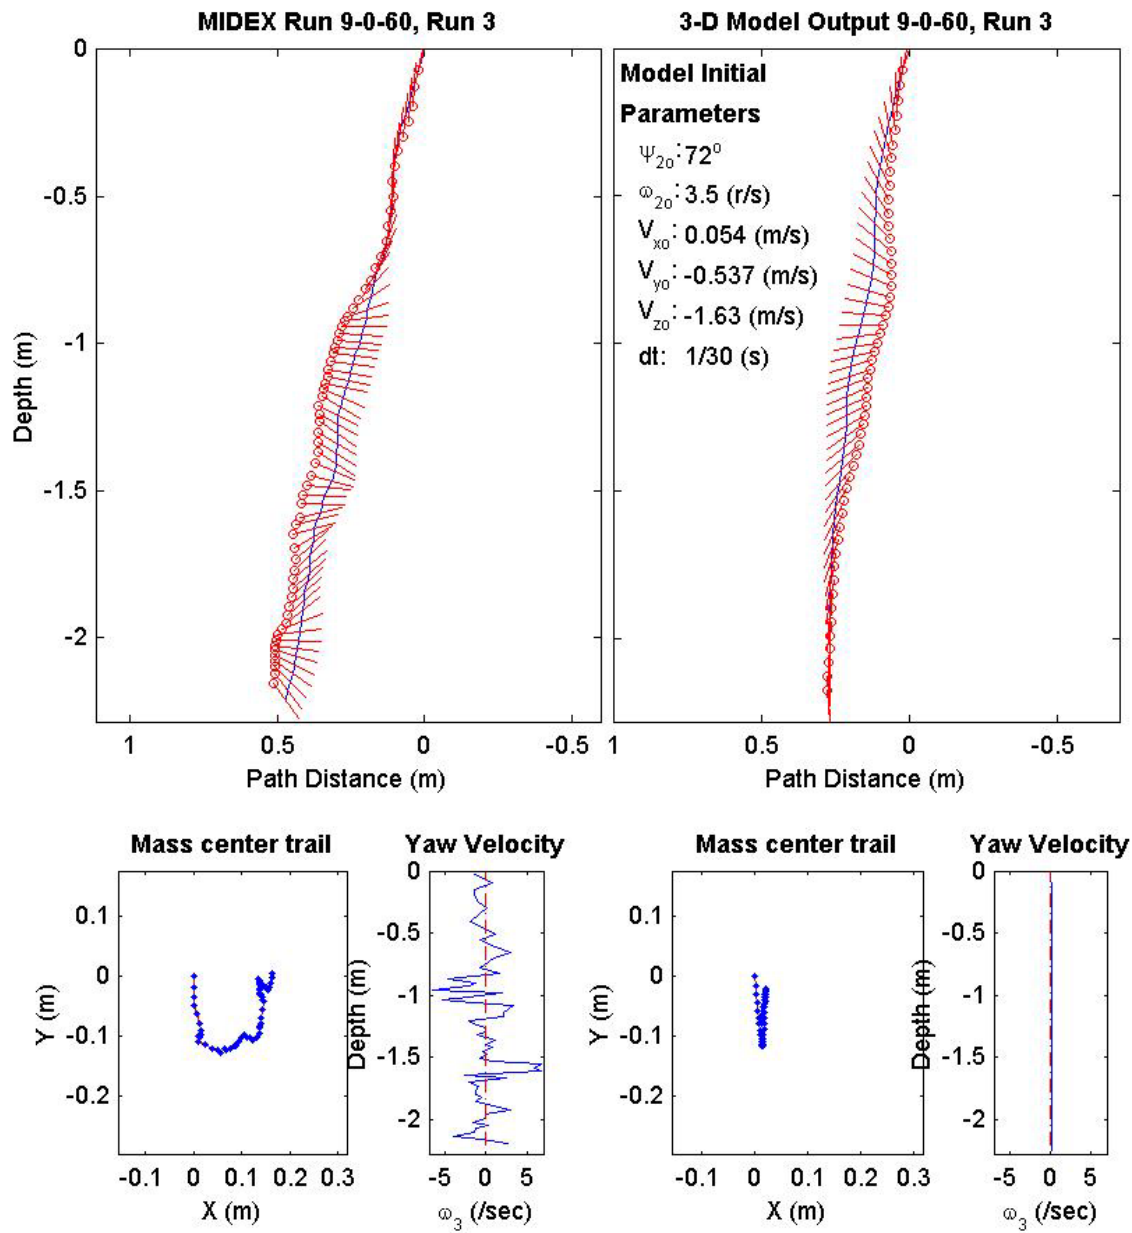 MIDEX Run 9-0-60, Run 3
3-D Model Output 9-0-60, Run 3
Model Initial
Parameters
Ψ2o: 72o
ω2o: 3.5 (r/s)
Vxo: 0.054 (m/s)
Vyo: -0.537 (m/s)
Vzo: -1.63 (m/s)
dt: 1/30 (s)
0
-0.5
-1
-1.5
-2
Depth (m)
1 0.5 0 -0.5
1 0.5 0 -0.5
Path Distance (m)
Path Distance (m)
Mass center trail
Yaw Velocity
Mass center trail
Yaw Velocity
0.1
0
-0.1
-0.2
Y (m)
-0.1 0 0.1 0.2 0.3
X (m)
0
-0.5
-1
-1.5
-2
Depth (m)
-5 0 5
ω3 (/sec)
0.1
0
-0.1
-0.2
Y (m)
-0.1 0 0.1 0.2 0.3
X (m)
0
-0.5
-1
-1.5
-2
Depth (m)
-5 0 5
ω3 (/sec)